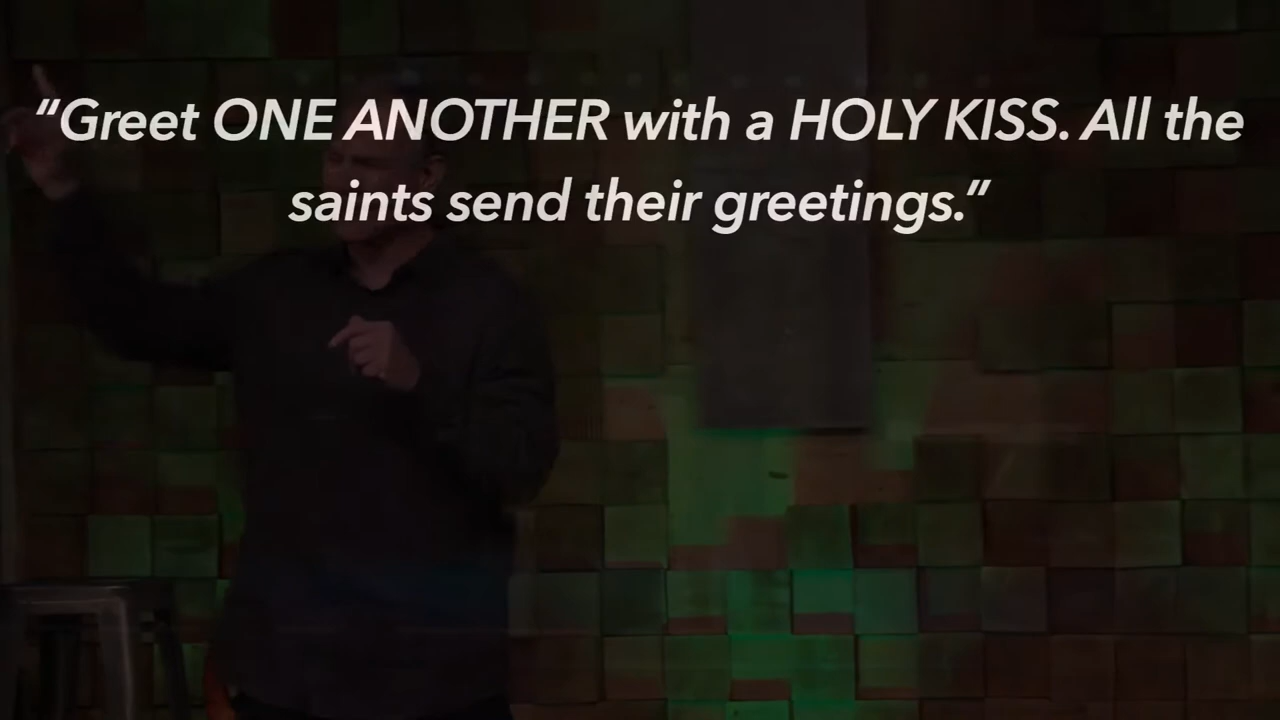 “Greet ONE ANOTHER with a HOLY KISS. All the
saints send their greetings.”